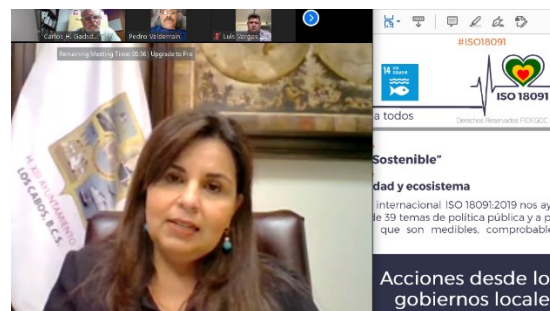 Carlos H. Gadsd...
Pedro Valderrain
Luis Vargas
Remaining Meeting Time: 05:56
Upgrade to Pro
H. XIII AYUNTAMIENTO
LOS CABOS, B.C.S.
#ISO18091
14
ISO 18091
a todos
Derechos Reservados FIDEGOC
Sostenible"
dad y ecosistema
internacional ISO 18091:2019 nos ay
de 39 temas de política pública y a p
que son medibles, comprobable
Acciones desde lo
gobiernos locale